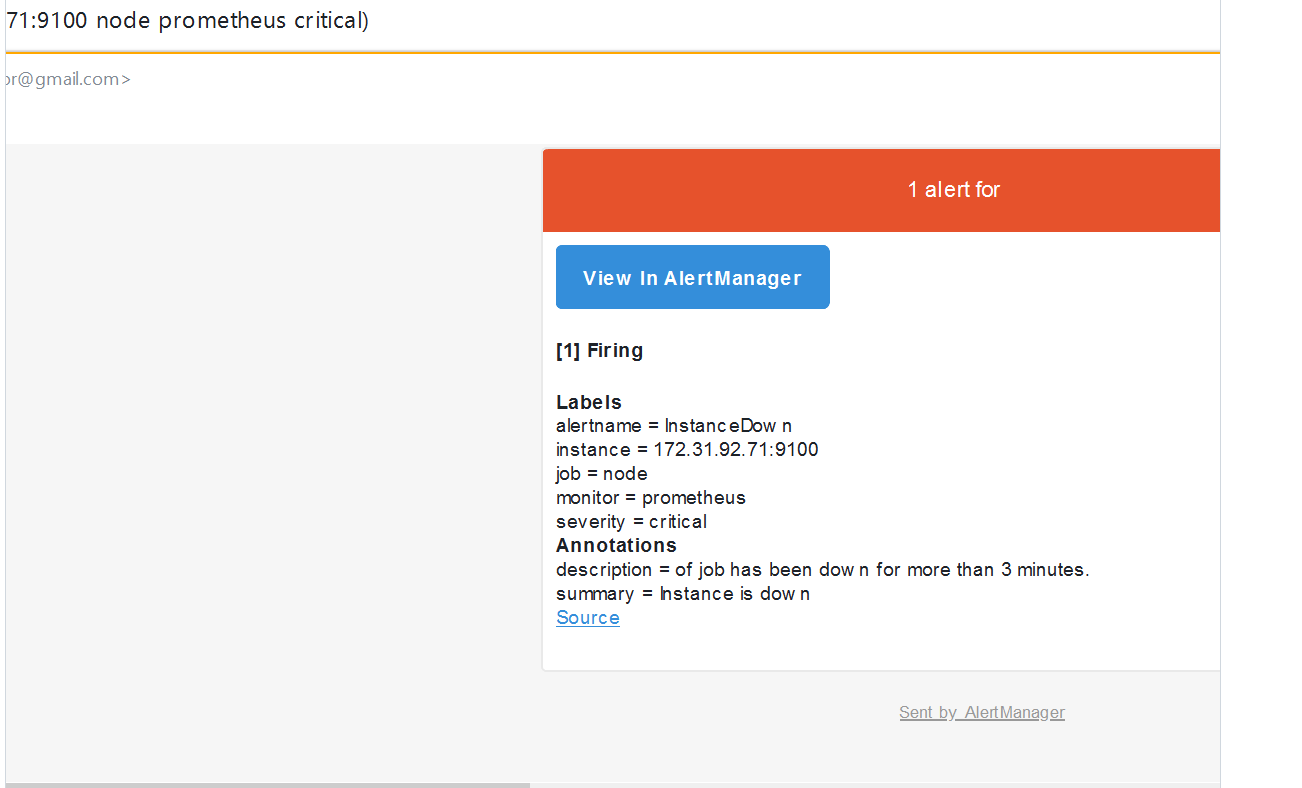 71:9100 node prometheus critical)
or@gmail.com>
1 alert for
View In AlertManager
[1] Firing
Labels
alertname = InstanceDown
instance = 172.31.92.71:9100
job = node
monitor = prometheus
severity = critical
Annotations
description = of job has been down for more than 3 minutes.
summary = Instance is down
Source
Sent by AlertManager